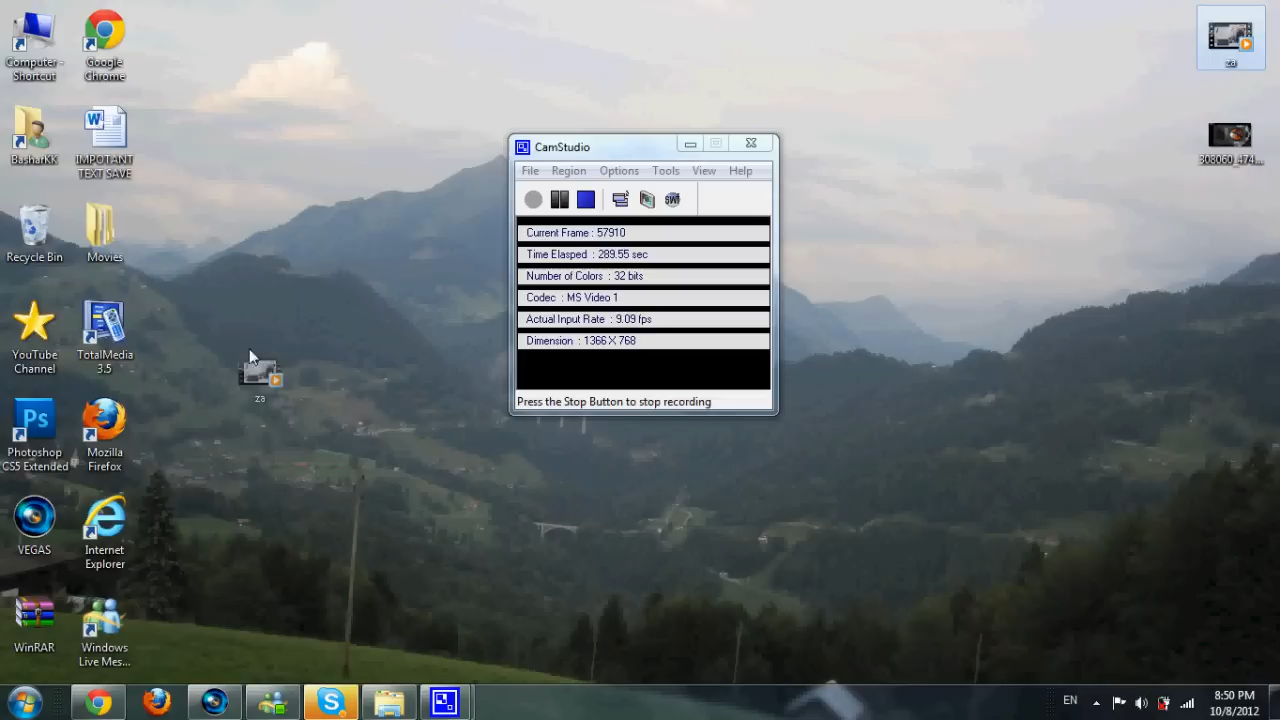 Computer - Shortcut
Google Chrome
BasharKK
IMPOTANT TEXT SAVE
Recycle Bin
Movies
YouTube Channel
TotalMedia 3.5
Ps
Photoshop CS5 Extended
Mozilla Firefox
VEGAS
Internet Explorer
WinRAR
Windows Live Mes...
za
CamStudio
File Region Options Tools View Help
SWF
Current Frame : 57910
Time Elasped : 289.55 sec
Number of Colors : 32 bits
Codec : MS Video 1
Actual Input Rate : 9.09 fps
Dimension : 1366 X 768
Press the Stop Button to stop recording
za
308060_474...
EN
8:50 PM
10/8/2012